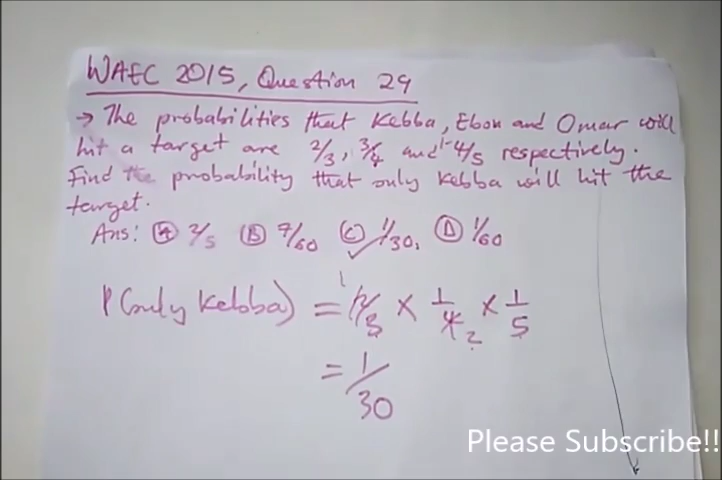 WAEC 2015, Question 29
→ The probabilities that Kebba, Ebou and Omar will
hit a target are 2/3, 3/4 and 4/5 respectively.
Find the probability that only Kebba will hit the
target.
Ans: Ⓐ 2/5 Ⓑ 7/60 Ⓒ 1/30, Ⓓ 1/60
P(only Kebba) = 2/3 × 1/4 × 1/5
= 1/30
Please Subscribe!!